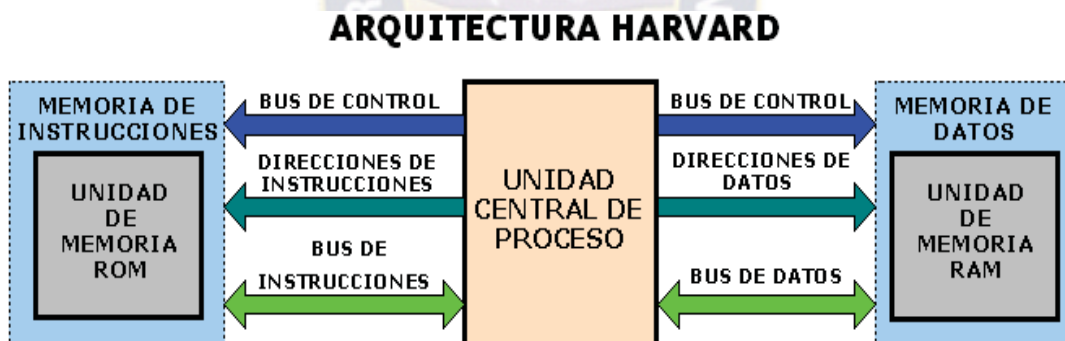 ARQUITECTURA HARVARD
MEMORIA DE
INSTRUCCIONES
UNIDAD
DE
MEMORIA
ROM
BUS DE CONTROL
DIRECCIONES DE
INSTRUCCIONES
BUS DE
INSTRUCCIONES
UNIDAD
CENTRAL DE
PROCESO
BUS DE CONTROL
DIRECCIONES DE
DATOS
BUS DE DATOS
MEMORIA DE
DATOS
UNIDAD
DE
MEMORIA
RAM